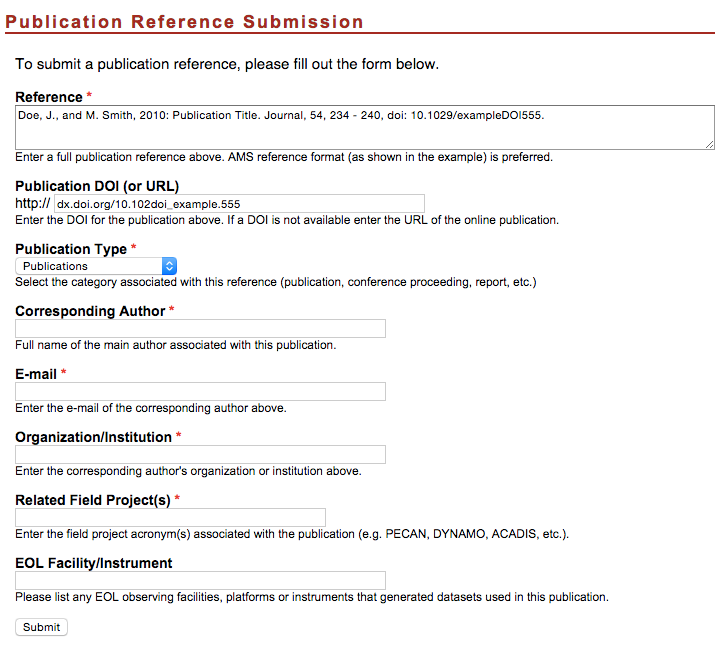 Publication Reference Submission
To submit a publication reference, please fill out the form below.
Reference *
Doe, J., and M. Smith, 2010: Publication Title. Journal, 54, 234 - 240, doi: 10.1029/exampleDOI555.
Enter a full publication reference above. AMS reference format (as shown in the example) is preferred.
Publication DOI (or URL)
http:// dx.doi.org/10.102doi_example.555
Enter the DOI for the publication above. If a DOI is not available enter the URL of the online publication.
Publication Type *
Publications
Select the category associated with this reference (publication, conference proceeding, report, etc.)
Corresponding Author *
Full name of the main author associated with this publication.
E-mail *
Enter the e-mail of the corresponding author above.
Organization/Institution *
Enter the corresponding author's organization or institution above.
Related Field Project(s) *
Enter the field project acronym(s) associated with the publication (e.g. PECAN, DYNAMO, ACADIS, etc.).
EOL Facility/Instrument
Please list any EOL observing facilities, platforms or instruments that generated datasets used in this publication.
Submit